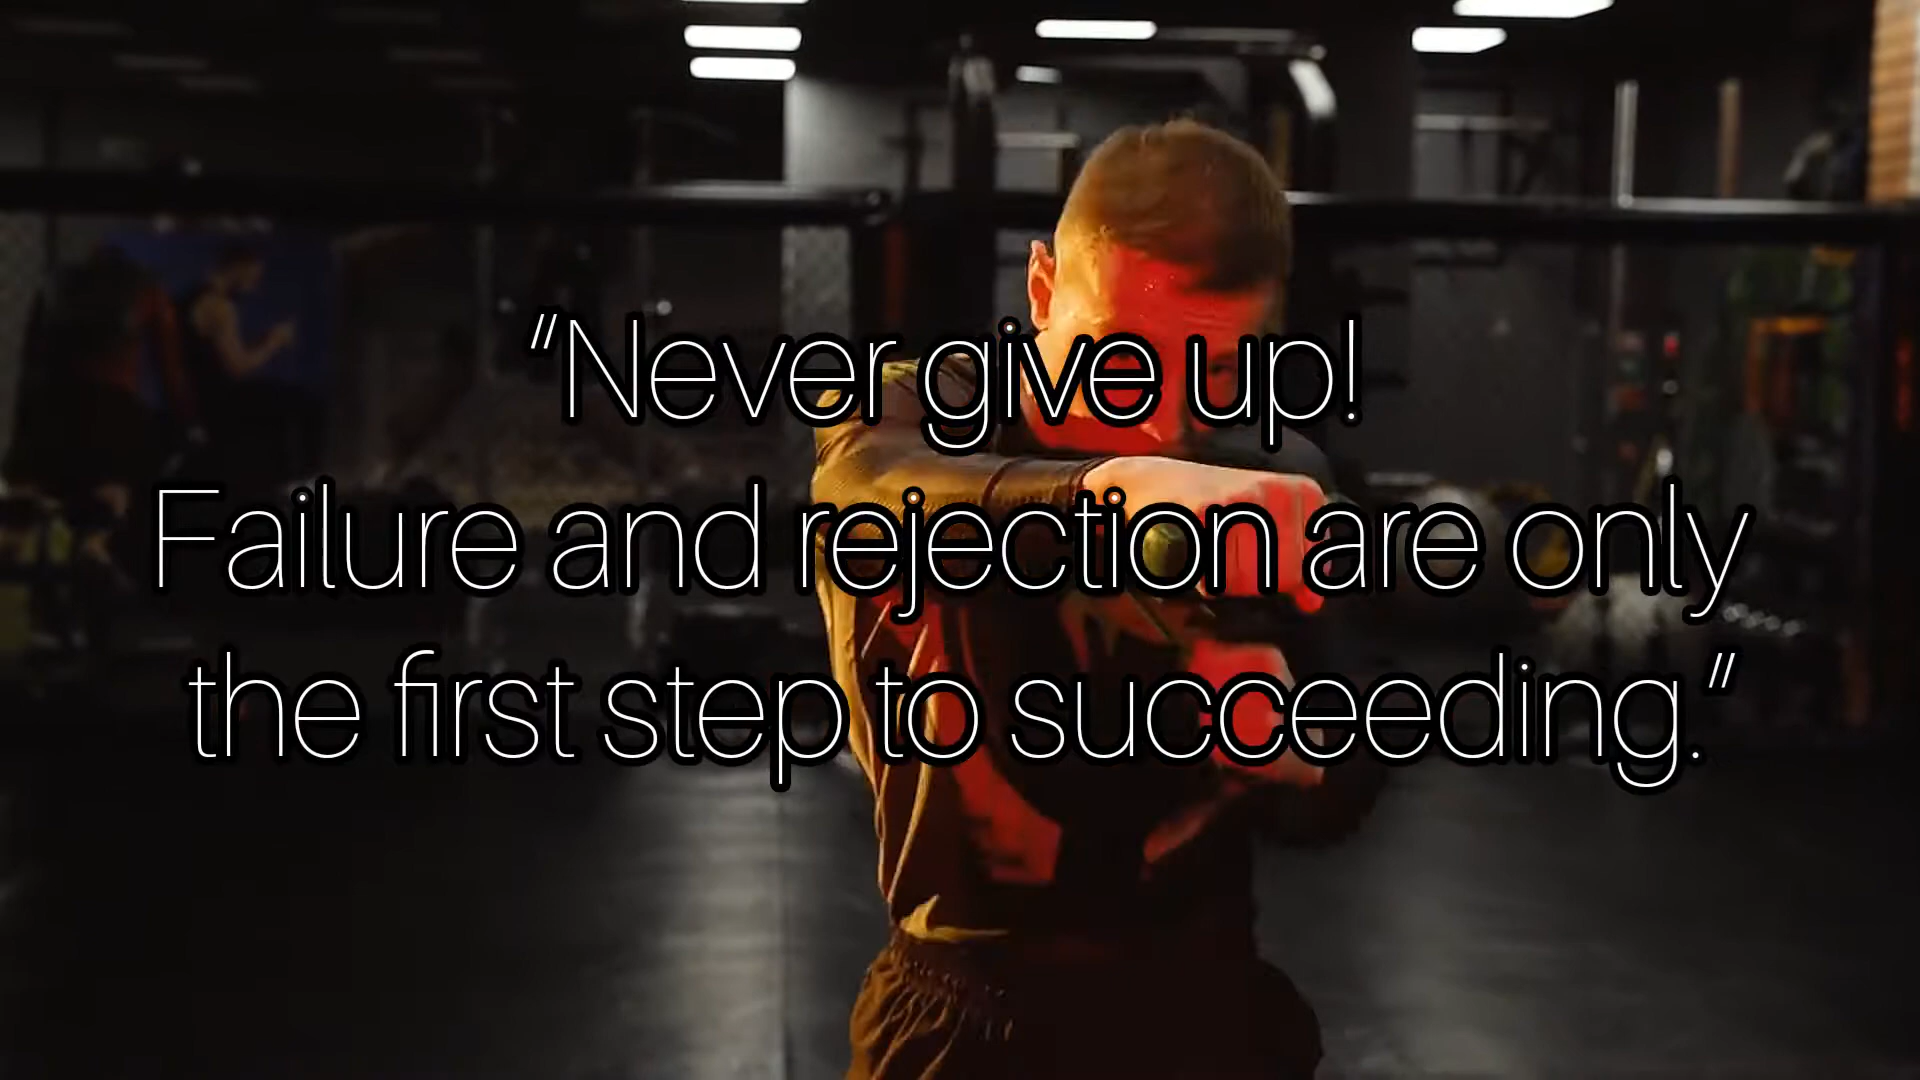 “Never give up!
Failure and rejection are only
the first step to succeeding.”